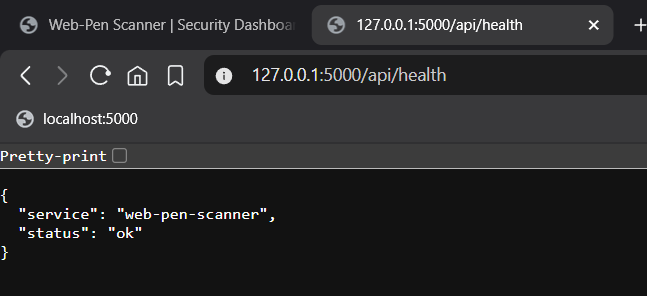 Web-Pen Scanner | Security Dashboa
127.0.0.1:5000/api/health
127.0.0.1:5000/api/health
localhost:5000
Pretty-print
{
  "service": "web-pen-scanner",
  "status": "ok"
}